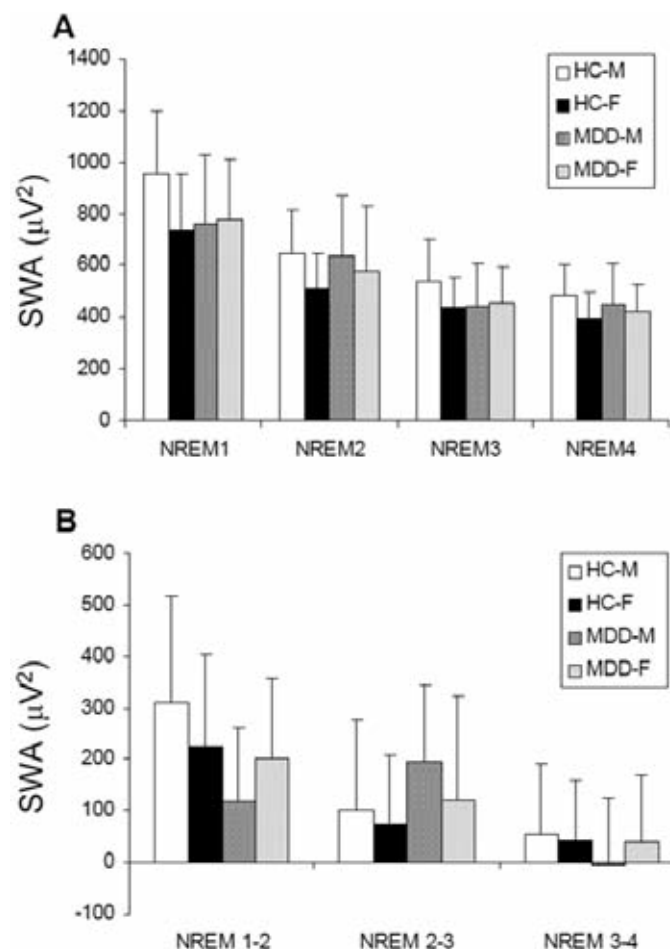 A
1400
1200
1000
800
600
400
200
0
SWA (µV²)
HC-M
HC-F
MDD-M
MDD-F
NREM1 NREM2 NREM3 NREM4
B
600
500
400
300
200
100
0
-100
SWA (µV²)
HC-M
HC-F
MDD-M
MDD-F
NREM 1-2 NREM 2-3 NREM 3-4